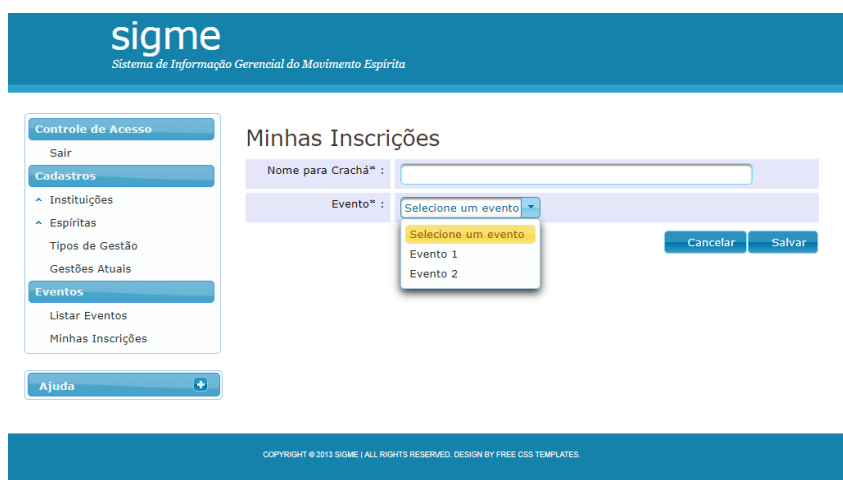 sigme
Sistema de Informação Gerencial do Movimento Espírita
Controle de Acesso
Sair
Cadastros
Instituições
Espíritas
Tipos de Gestão
Gestões Atuais
Eventos
Listar Eventos
Minhas Inscrições
Ajuda
Minhas Inscrições
Nome para Crachá* :
Evento* :
Selecione um evento
Selecione um evento
Evento 1
Evento 2
Cancelar
Salvar
COPYRIGHT © 2013 SIGME | ALL RIGHTS RESERVED. DESIGN BY FREE CSS TEMPLATES.